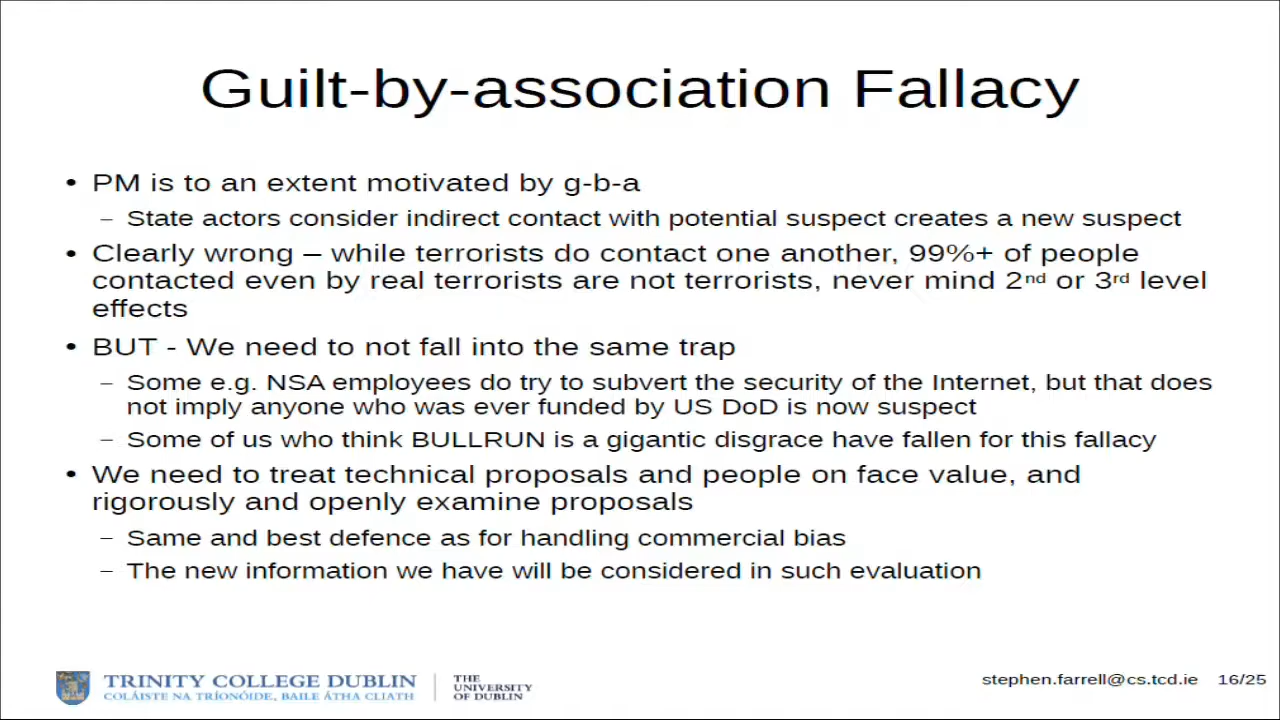 Guilt-by-association Fallacy
• PM is to an extent motivated by g-b-a
– State actors consider indirect contact with potential suspect creates a new suspect
• Clearly wrong – while terrorists do contact one another, 99%+ of people
contacted even by real terrorists are not terrorists, never mind 2nd or 3rd level
effects
• BUT - We need to not fall into the same trap
– Some e.g. NSA employees do try to subvert the security of the Internet, but that does
not imply anyone who was ever funded by US DoD is now suspect
– Some of us who think BULLRUN is a gigantic disgrace have fallen for this fallacy
• We need to treat technical proposals and people on face value, and
rigorously and openly examine proposals
– Same and best defence as for handling commercial bias
– The new information we have will be considered in such evaluation
TRINITY COLLEGE DUBLIN
COLÁISTE NA TRÍONÓIDE, BAILE ÁTHA CLIATH
THE
UNIVERSITY
OF DUBLIN
stephen.farrell@cs.tcd.ie 16/25